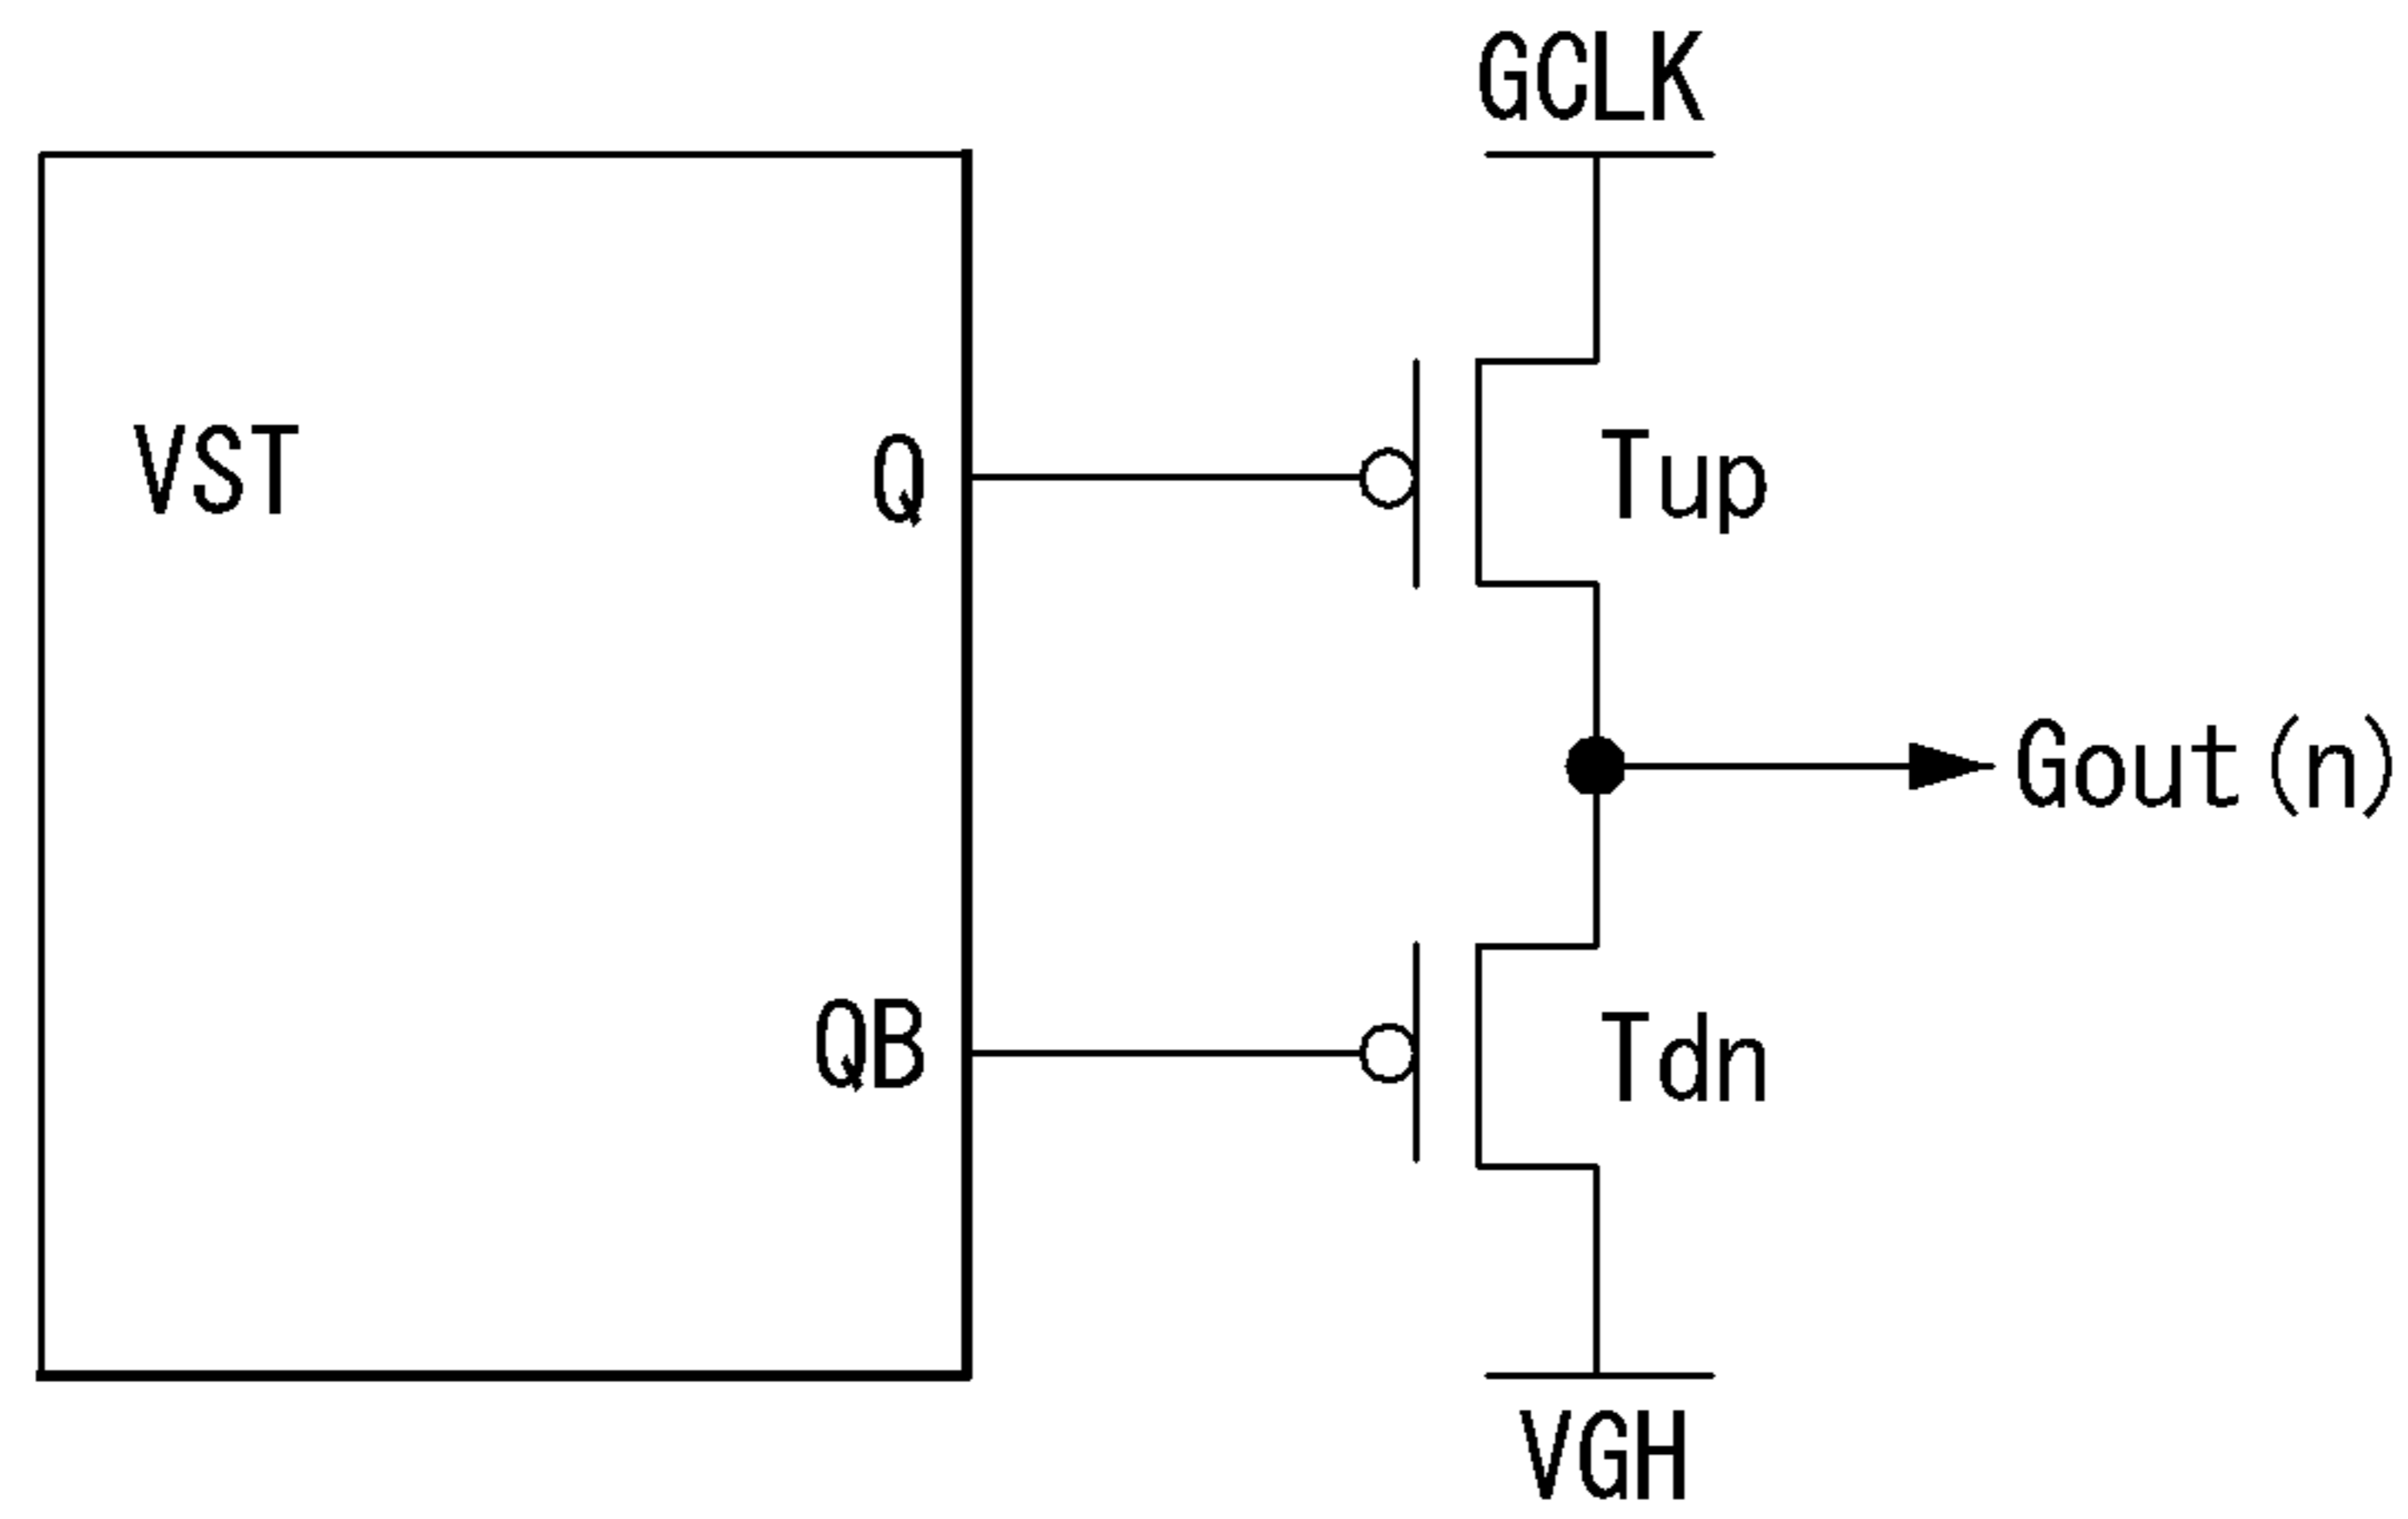 GCLK
VST
Q
Tup
Gout(n)
QB
Tdn
VGH